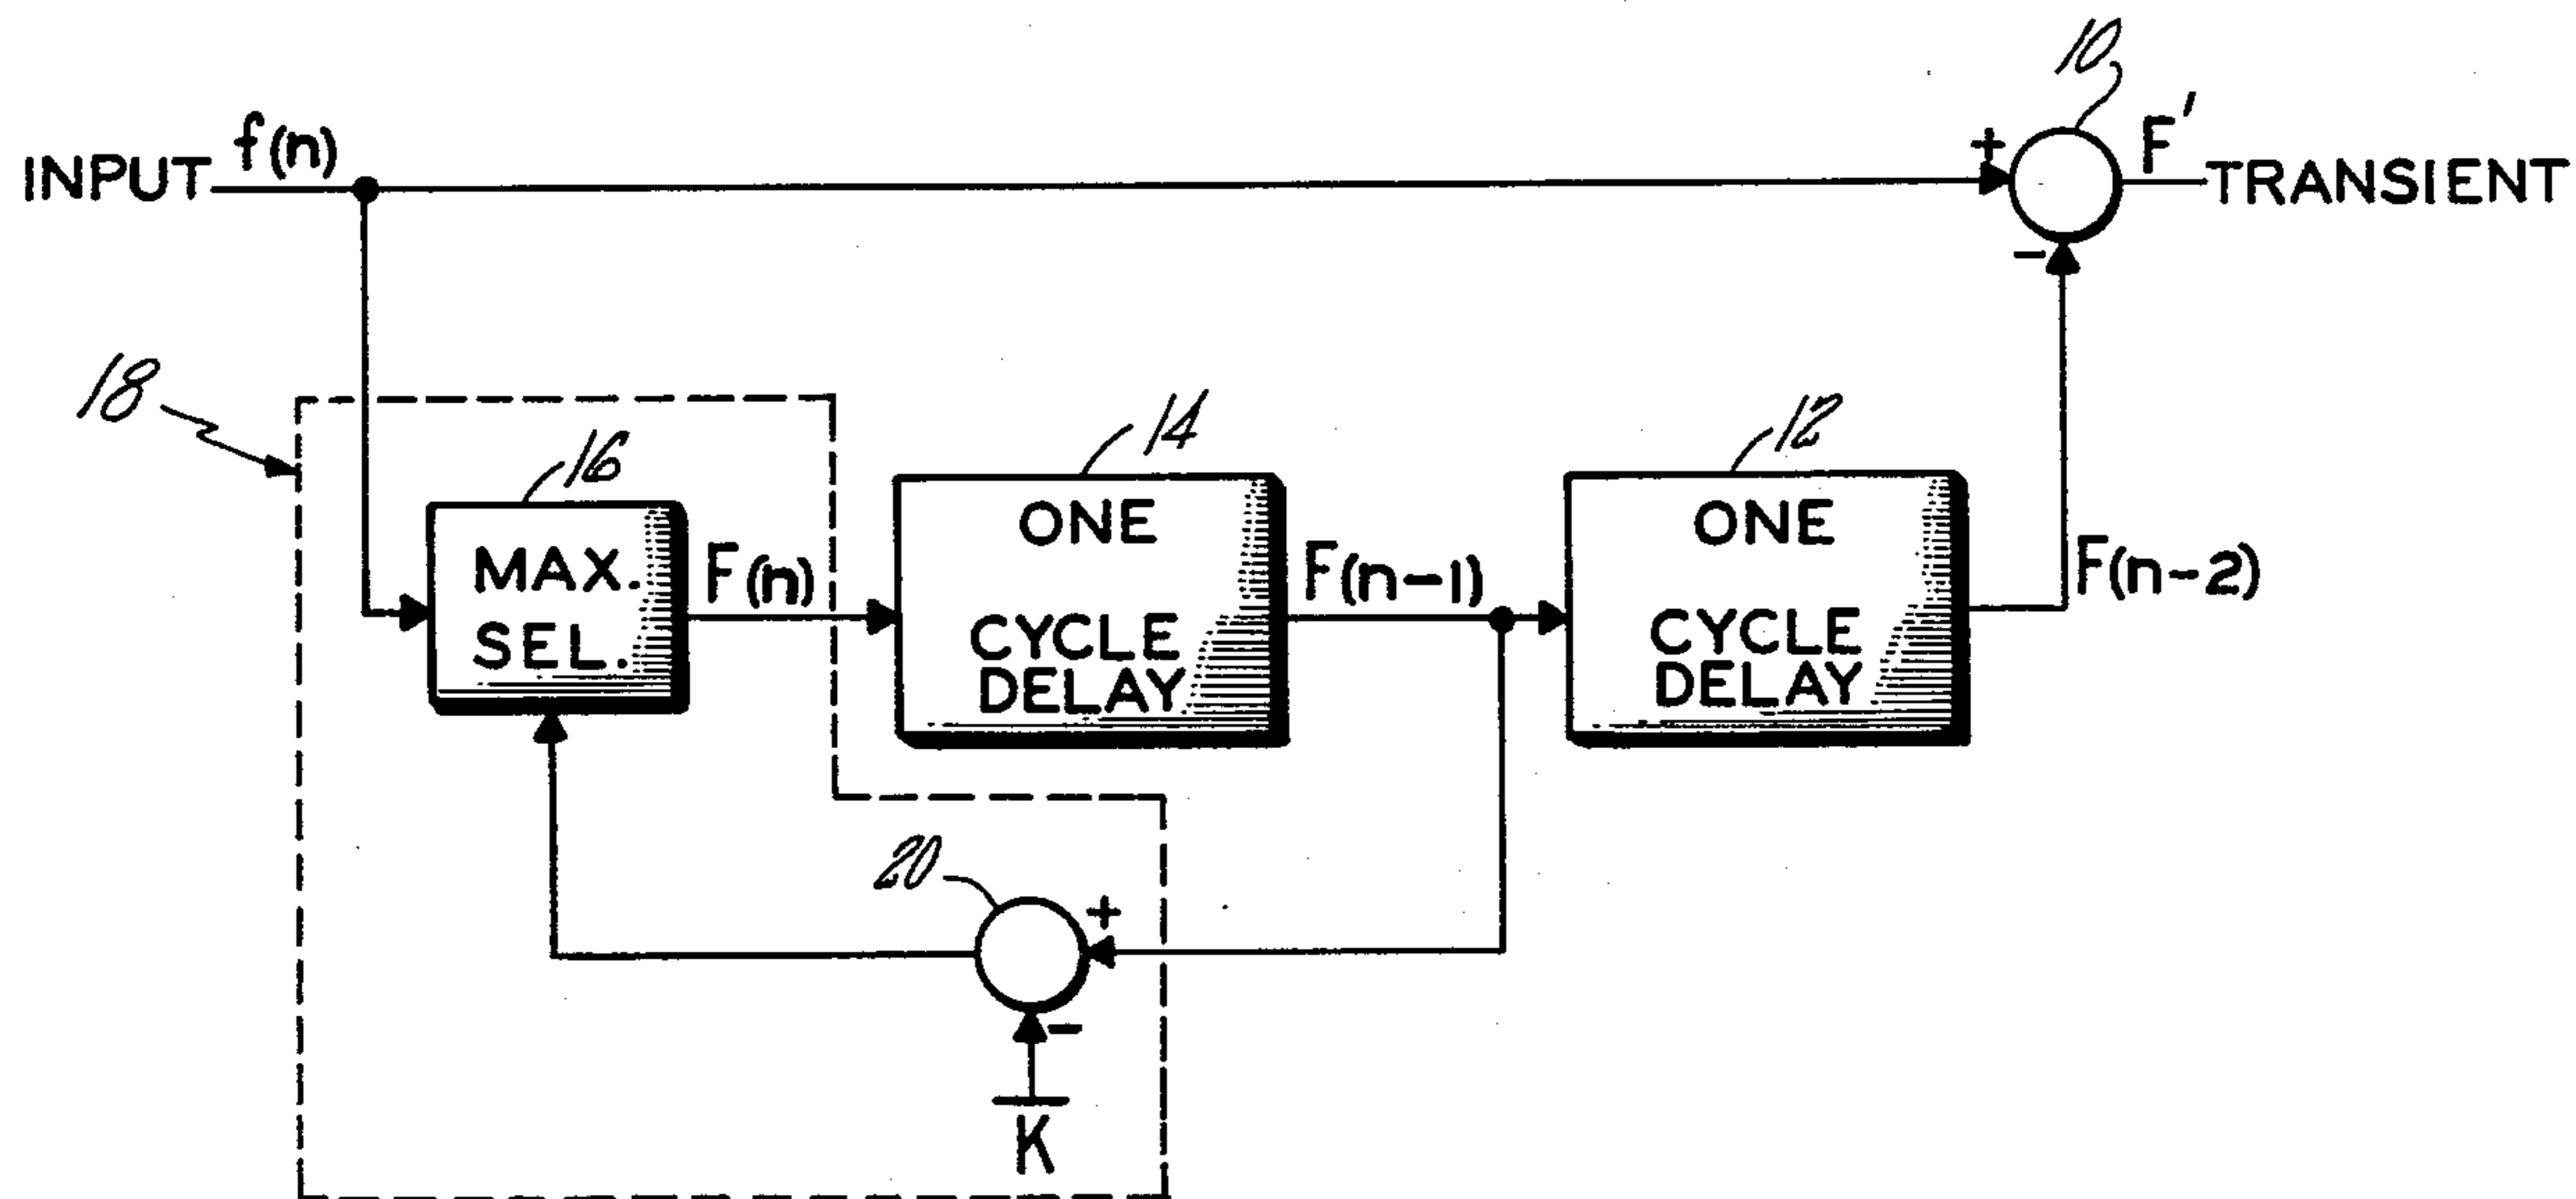 10
INPUT f(n)
+
F'
TRANSIENT
-
18
16
MAX.
SEL.
F(n)
14
ONE
CYCLE
DELAY
F(n-1)
12
ONE
CYCLE
DELAY
F(n-2)
20
+
-
K